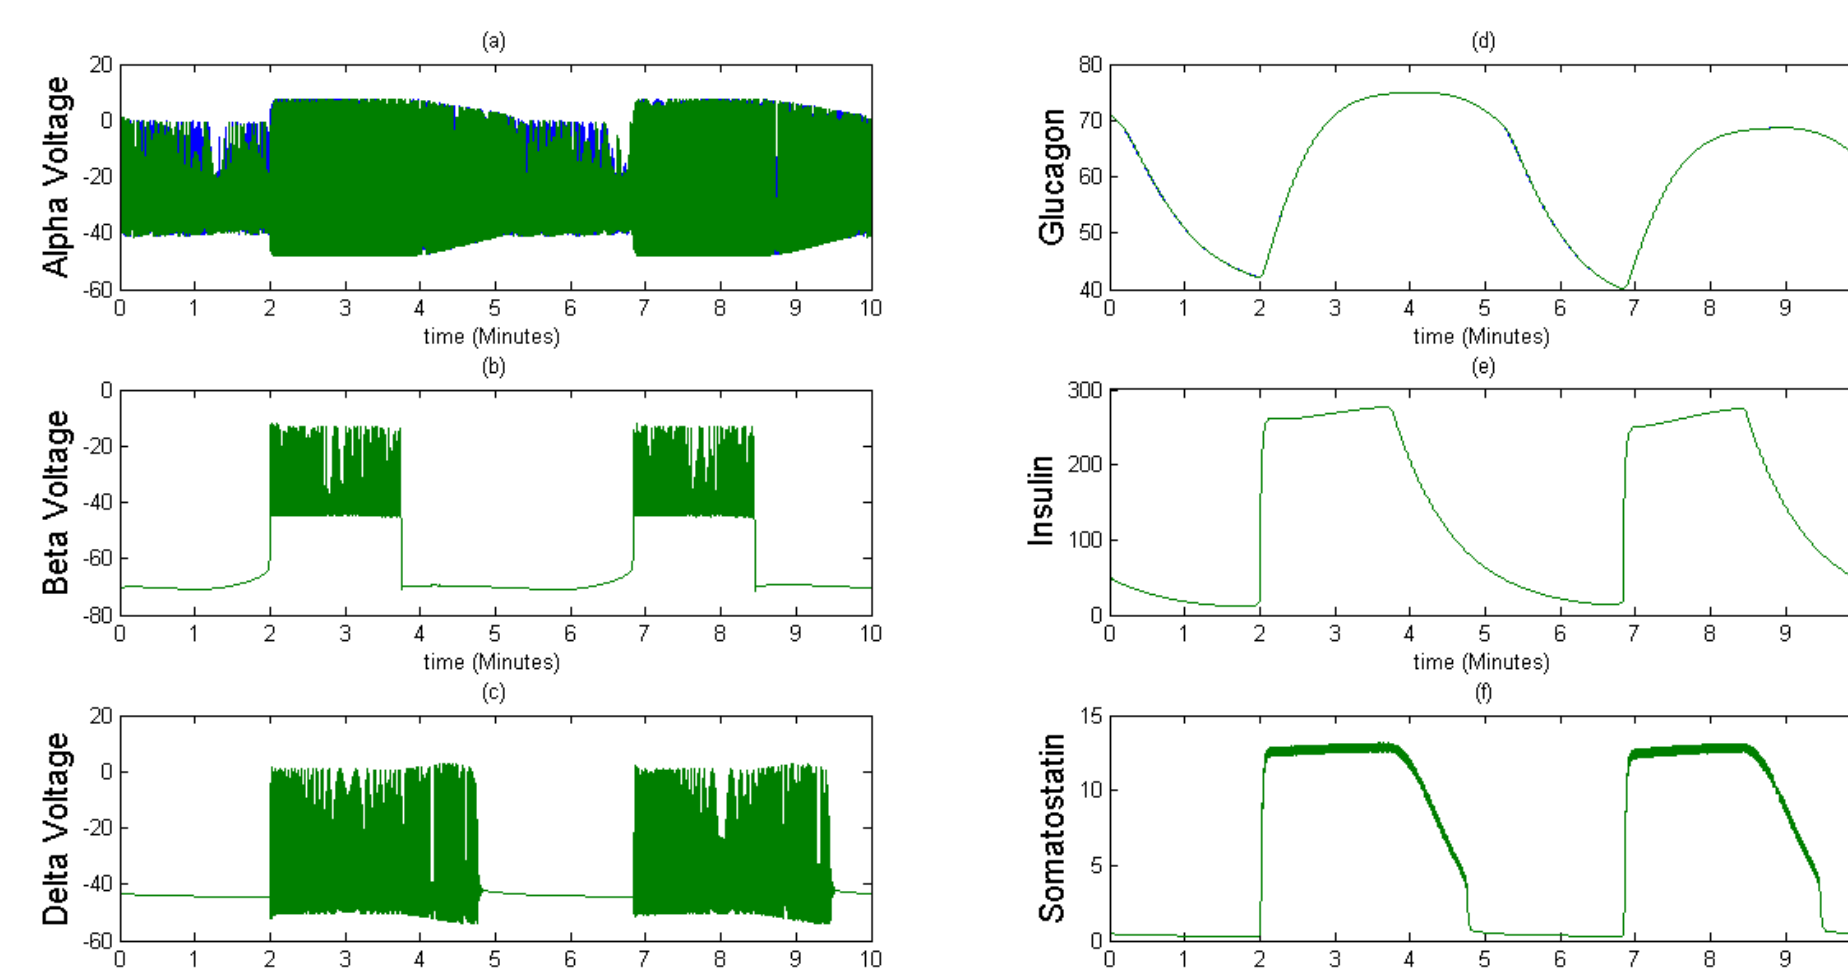 (a)
20
0
-20
-40
-60
Alpha Voltage
0 1 2 3 4 5 6 7 8 9 10
time (Minutes)
(b)
0
-20
-40
-60
-80
Beta Voltage
0 1 2 3 4 5 6 7 8 9 10
time (Minutes)
(c)
20
0
-20
-40
-60
Delta Voltage
0 1 2 3 4 5 6 7 8 9 10
(d)
80
70
60
50
40
Glucagon
0 1 2 3 4 5 6 7 8 9
time (Minutes)
(e)
300
200
100
0
Insulin
0 1 2 3 4 5 6 7 8 9
time (Minutes)
(f)
15
10
5
0
Somatostatin
0 1 2 3 4 5 6 7 8 9